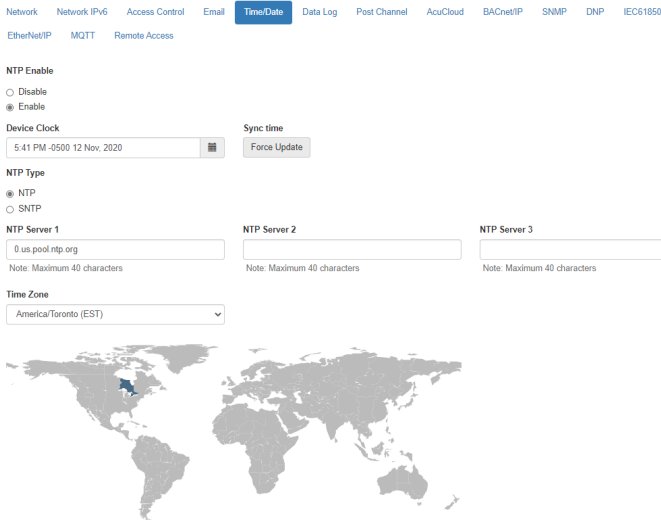 Network Network IPv6 Access Control Email Time/Date Data Log Post Channel AcuCloud BACnet/IP SNMP DNP IEC61850
EtherNet/IP MQTT Remote Access
NTP Enable
Disable
Enable
Device Clock Sync time
5:41 PM -0500 12 Nov, 2020 Force Update
NTP Type
NTP
SNTP
NTP Server 1 NTP Server 2 NTP Server 3
0.us.pool.ntp.org
Note: Maximum 40 characters Note: Maximum 40 characters Note: Maximum 40 characters
Time Zone
America/Toronto (EST)